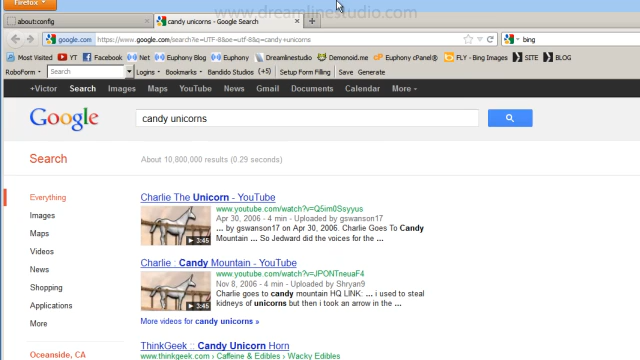 www.dreamlinestudio.com
Firefox
about:config
candy unicorns - Google Search
google.com https://www.google.com/search?ie=UTF-8&oe=utf-8&q=candy+unicorns
bing
Most Visited YT Facebook Bandits Euphony Dreamlinestudio Demonoid.me Euphony cPanel® FLY - Bing Images SITE BLOG
RoboForm Search Logins Bookmarks Bandido Studios (+5) Setup Form Filling Save Generate
+Victor Search Images Maps YouTube News Gmail Documents Calendar More
Google candy unicorns
Search About 10,800,000 results (0.29 seconds)
Everything
Images
Maps
Videos
News
Shopping
Applications
More
Oceanside, CA
Charlie The Unicorn - YouTube
www.youtube.com/watch?v=Q5im0Ssyyus
Apr 30, 2006 - 4 min - Uploaded by gswanson17
... by gswanson17 on Apr 30, 2006. Charlie Goes To Candy
Mountain ... So Jedward did the voices for the ...
3:45
Charlie : Candy Mountain - YouTube
www.youtube.com/watch?v=JPONTneuaF4
Nov 8, 2006 - 4 min - Uploaded by Shryan9
Charlie goes to candy mountain HQ LINK: ... i used to steal
kidneys of unicorns but then i took an arrow in the ...
3:45
More videos for candy unicorns »
ThinkGeek :: Candy Unicorn Horn
www.thinkgeek.com › Caffeine & Edibles › Wacky Edibles